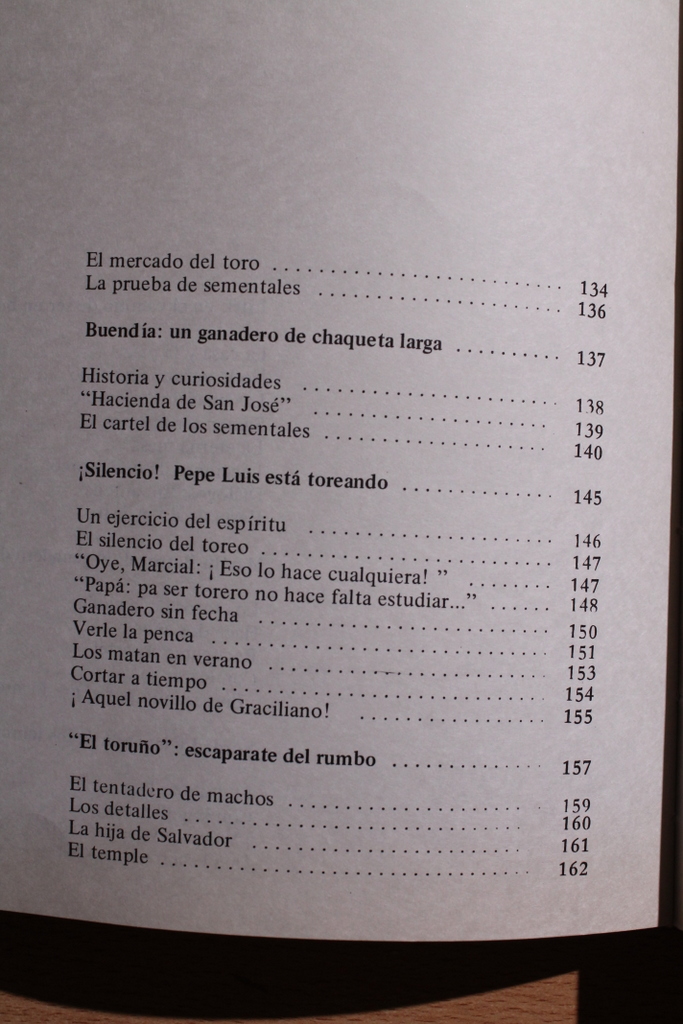 El mercado del toro ........................ 134
La prueba de sementales .................... 136
Buendía: un ganadero de chaqueta larga .......... 137
Historia y curiosidades ...................... 138
“Hacienda de San José” ..................... 139
El cartel de los sementales .................... 140
¡Silencio! Pepe Luis está toreando ............. 145
Un ejercicio del espíritu ..................... 146
El silencio del toreo ......................... 147
“Oye, Marcial: ¡Eso lo hace cualquiera! ” ........ 147
“Papá: pa ser torero no hace falta estudiar...” ...... 148
Ganadero sin fecha ......................... 150
Verle la penca ............................. 151
Los matan en verano ........................ 153
Cortar a tiempo ............................ 154
¡Aquel novillo de Graciliano! ................. 155
“El toruño”: escaparate del rumbo ............. 157
El tentadero de machos ...................... 159
Los detalles .............................. 160
La hija de Salvador ......................... 161
El temple ................................ 162